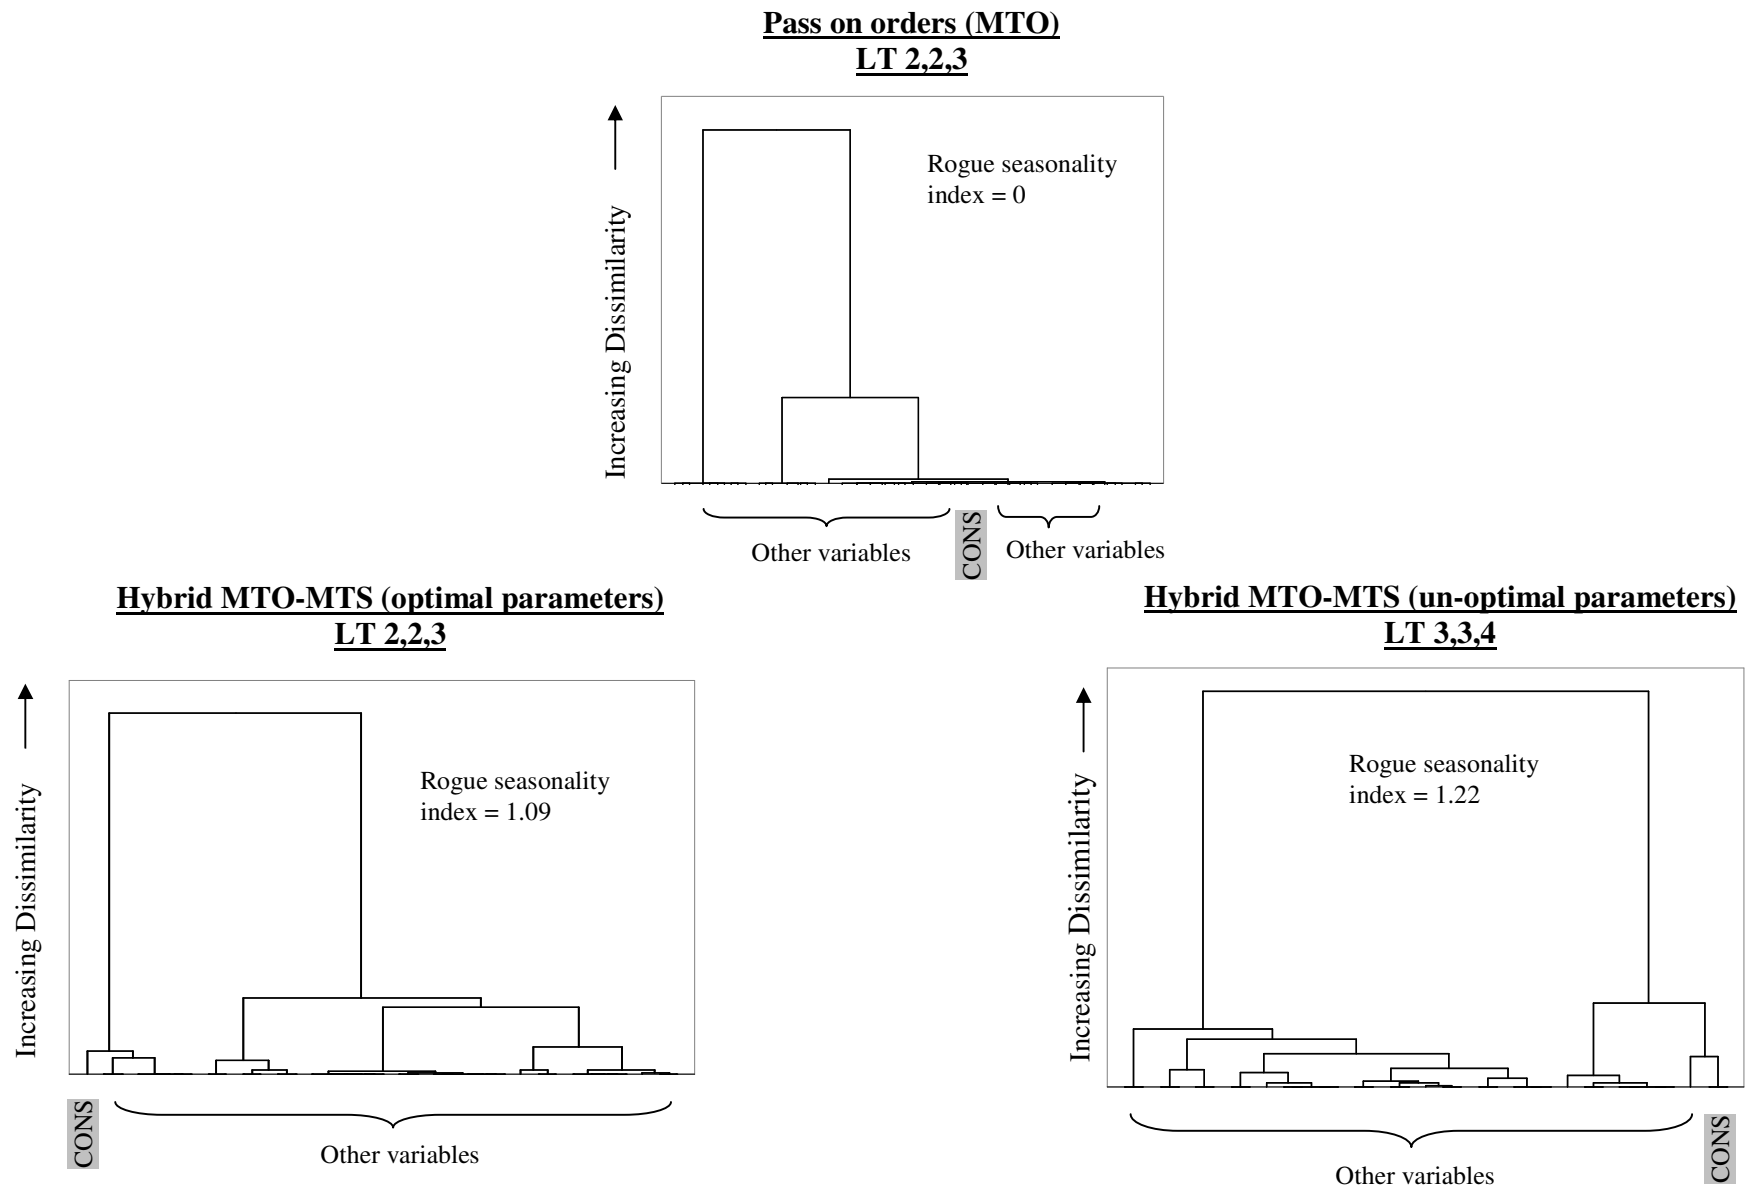 Pass on orders (MTO)
LT 2,2,3
Increasing Dissimilarity
Rogue seasonality
index = 0
Other variables
CONS
Other variables
Hybrid MTO-MTS (optimal parameters)
LT 2,2,3
Increasing Dissimilarity
Rogue seasonality
index = 1.09
CONS
Other variables
Hybrid MTO-MTS (un-optimal parameters)
LT 3,3,4
Increasing Dissimilarity
Rogue seasonality
index = 1.22
Other variables
CONS